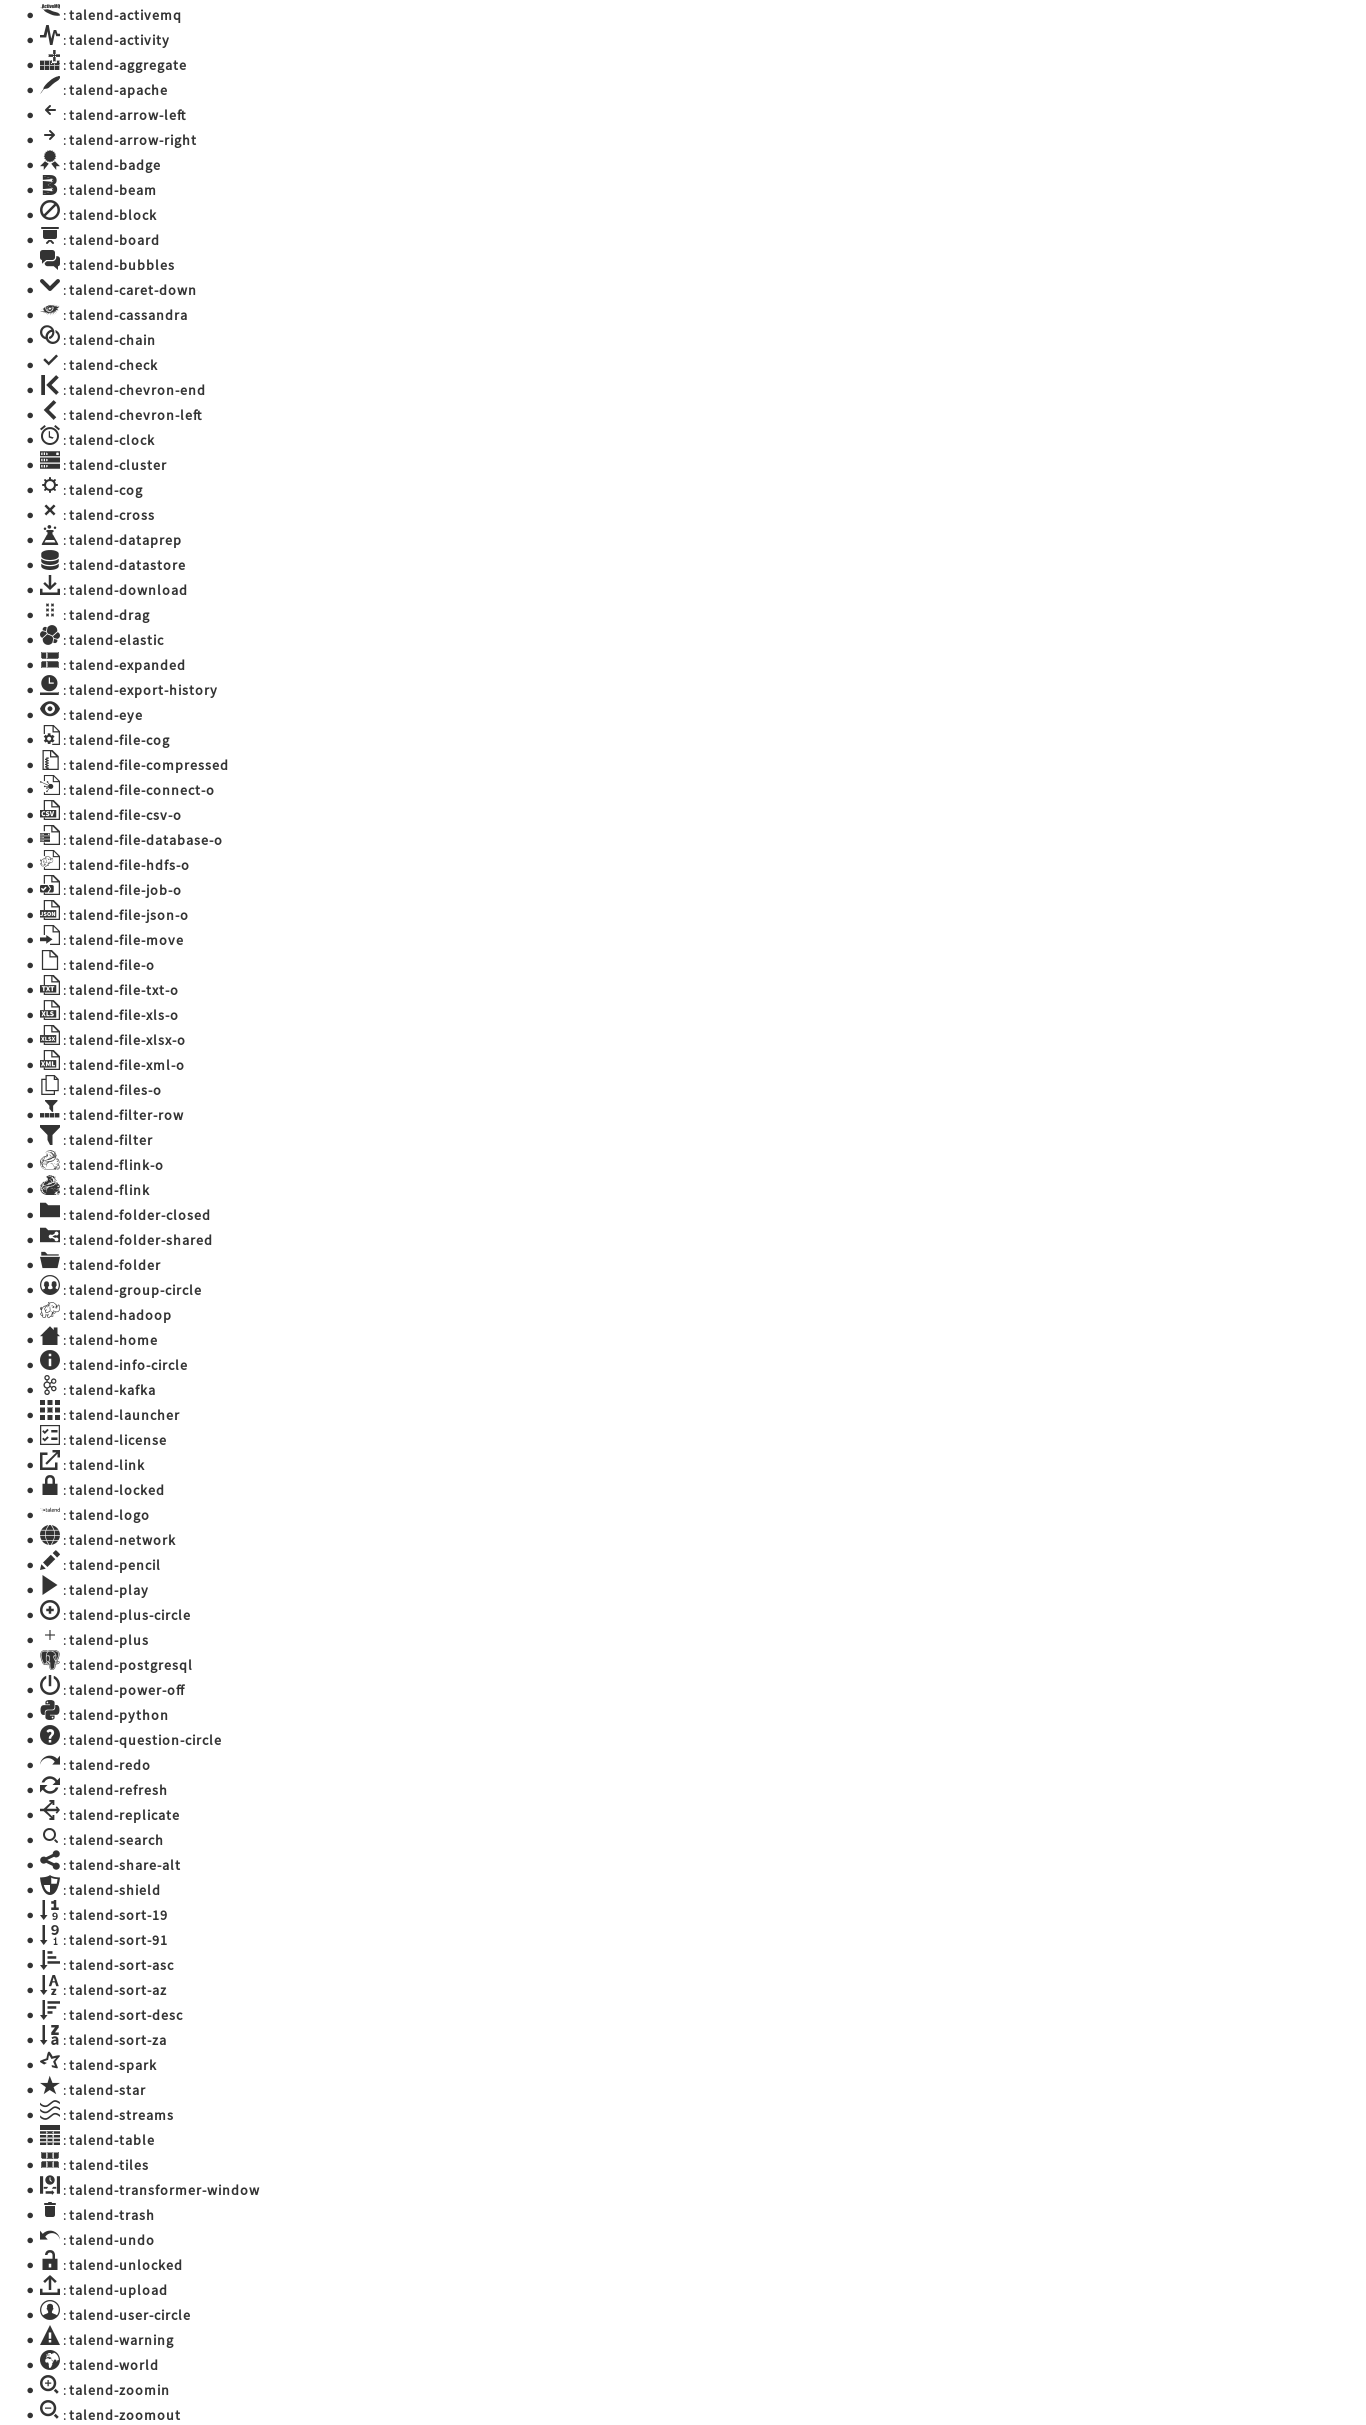 : talend-activemq
: talend-activity
: talend-aggregate
: talend-apache
: talend-arrow-left
: talend-arrow-right
: talend-badge
: talend-beam
: talend-block
: talend-board
: talend-bubbles
: talend-caret-down
: talend-cassandra
: talend-chain
: talend-check
: talend-chevron-end
: talend-chevron-left
: talend-clock
: talend-cluster
: talend-cog
: talend-cross
: talend-dataprep
: talend-datastore
: talend-download
: talend-drag
: talend-elastic
: talend-expanded
: talend-export-history
: talend-eye
: talend-file-cog
: talend-file-compressed
: talend-file-connect-o
CSV : talend-file-csv-o
: talend-file-database-o
: talend-file-hdfs-o
: talend-file-job-o
JSON : talend-file-json-o
: talend-file-move
: talend-file-o
TXT : talend-file-txt-o
XLS : talend-file-xls-o
XLSX : talend-file-xlsx-o
XML : talend-file-xml-o
: talend-files-o
: talend-filter-row
: talend-filter
: talend-flink-o
: talend-flink
: talend-folder-closed
: talend-folder-shared
: talend-folder
: talend-group-circle
: talend-hadoop
: talend-home
: talend-info-circle
: talend-kafka
: talend-launcher
: talend-license
: talend-link
: talend-locked
talend : talend-logo
: talend-network
: talend-pencil
: talend-play
: talend-plus-circle
: talend-plus
: talend-postgresql
: talend-power-off
: talend-python
: talend-question-circle
: talend-redo
: talend-refresh
: talend-replicate
: talend-search
: talend-share-alt
: talend-shield
: talend-sort-19
: talend-sort-91
: talend-sort-asc
: talend-sort-az
: talend-sort-desc
: talend-sort-za
: talend-spark
: talend-star
: talend-streams
: talend-table
: talend-tiles
: talend-transformer-window
: talend-trash
: talend-undo
: talend-unlocked
: talend-upload
: talend-user-circle
: talend-warning
: talend-world
: talend-zoomin
: talend-zoomout